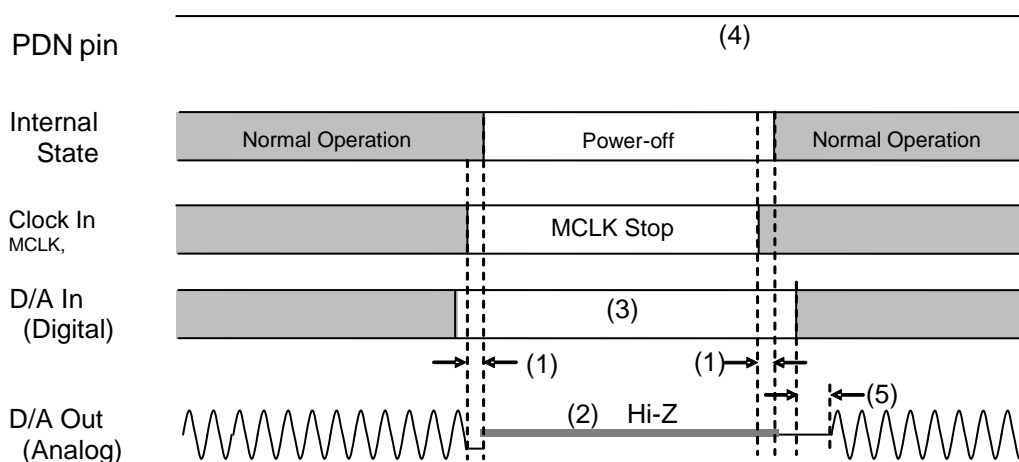 PDN pin
(4)
Internal
State
Normal Operation
Power-off
Normal Operation
Clock In
MCLK,
MCLK Stop
D/A In
(Digital)
(3)
(1)
(1)
(5)
D/A Out
(Analog)
(2)
Hi-Z